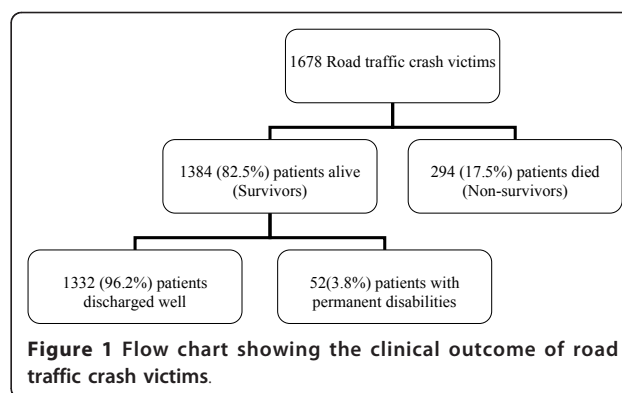 1678 Road traffic crash victims
1384 (82.5%) patients alive
(Survivors)
294 (17.5%) patients died
(Non-survivors)
1332 (96.2%) patients
discharged well
52(3.8%) patients with
permanent disabilities
Figure 1 Flow chart showing the clinical outcome of road
traffic crash victims.